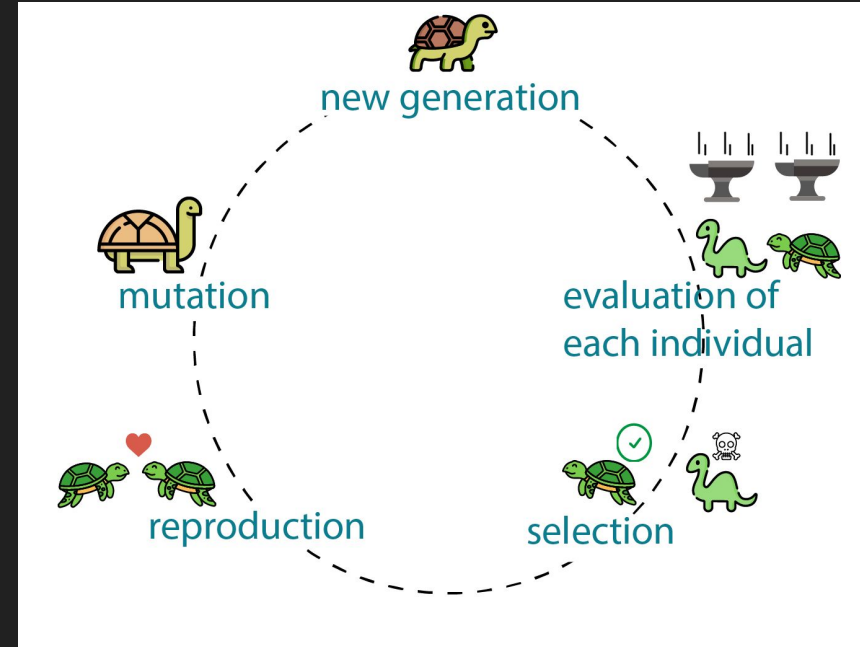 new generation
evaluation of
each individual
selection
reproduction
mutation